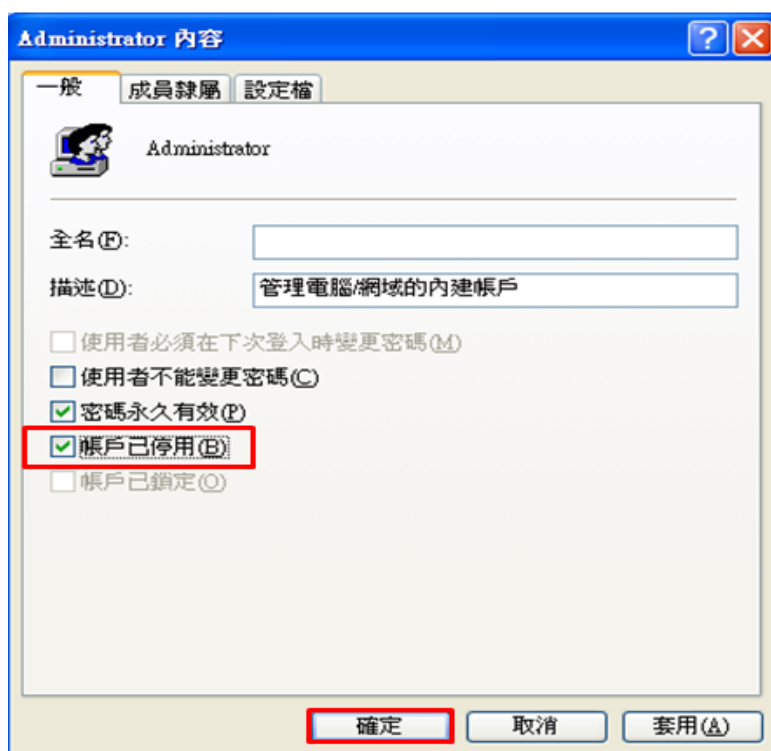 Administrator 內容
一般 成員隸屬 設定檔
Administrator
全名(F):
描述(D): 管理電腦/網域的內建帳戶
使用者必須在下次登入時變更密碼(M)
使用者不能變更密碼(C)
密碼永久有效(P)
帳戶已停用(B)
帳戶已鎖定(O)
確定 取消 套用(A)